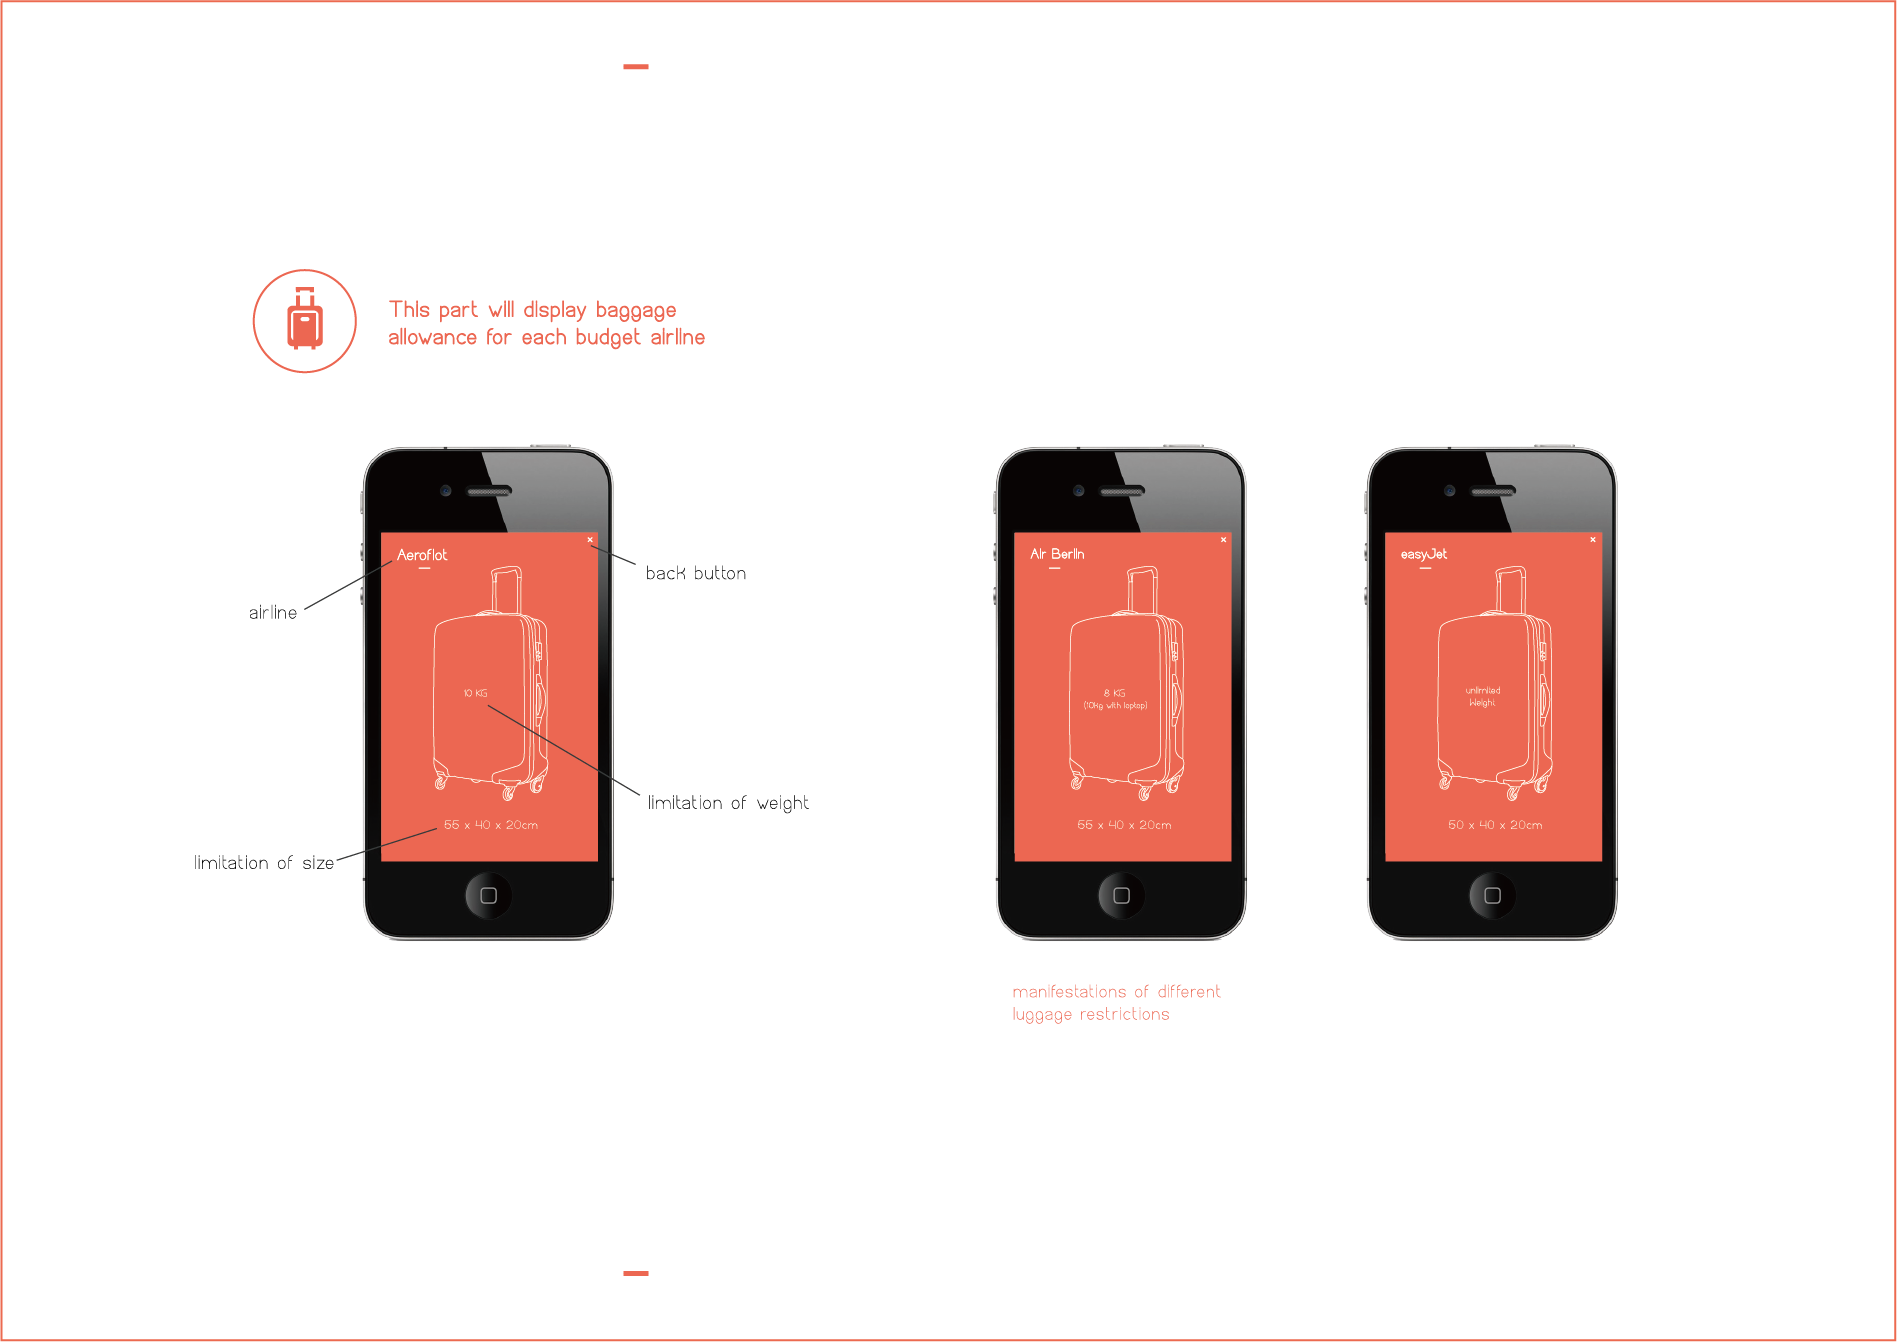 This part will display baggage
allowance for each budget airline
Aeroflot
back button
airline
10 KG
limitation of weight
55 x 40 x 20cm
limitation of size
Air Berlin
8 KG
(10Kg with laptop)
55 x 40 x 20cm
easyJet
unlimited
Weight
50 x 40 x 20cm
manifestations of different
luggage restrictions